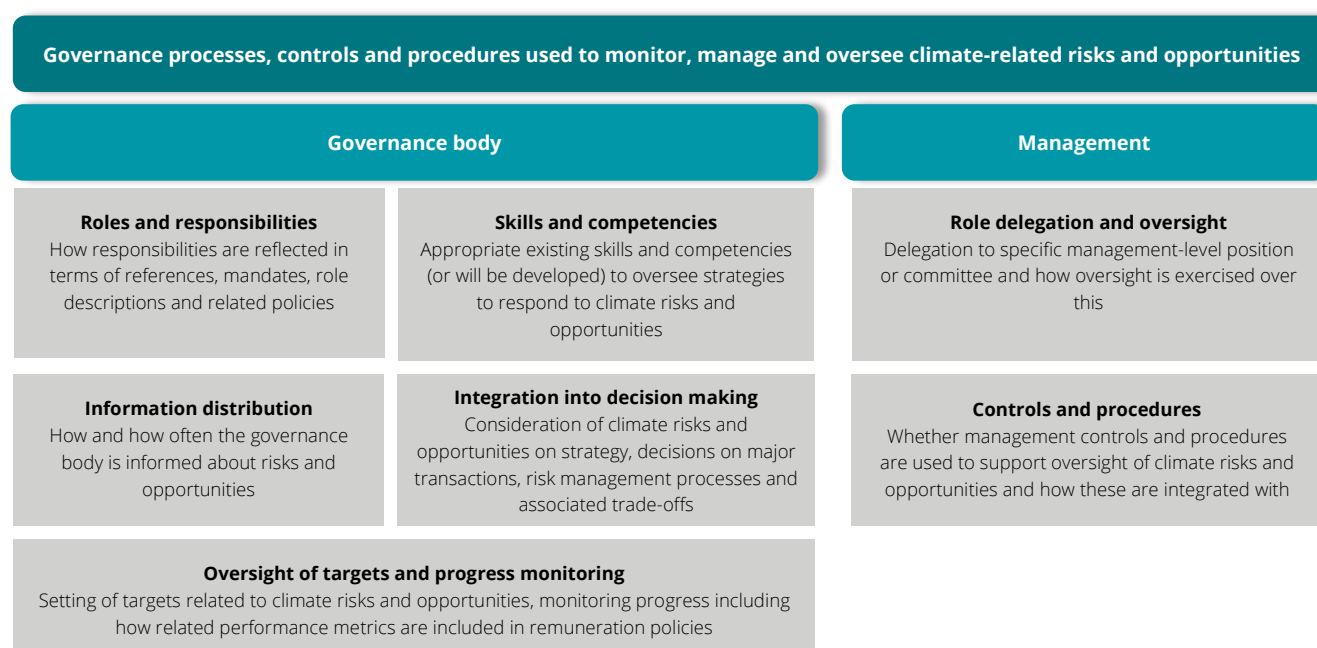 Governance processes, controls and procedures used to monitor, manage and oversee climate-related risks and opportunities
Governance body
Roles and responsibilities
How responsibilities are reflected in
terms of references, mandates, role
descriptions and related policies
Skills and competencies
Appropriate existing skills and competencies
(or will be developed) to oversee strategies
to respond to climate risks and
opportunities
Information distribution
How and how often the governance
body is informed about risks and
opportunities
Integration into decision making
Consideration of climate risks and
opportunities on strategy, decisions on major
transactions, risk management processes and
associated trade-offs
Oversight of targets and progress monitoring
Setting of targets related to climate risks and opportunities, monitoring progress including
how related performance metrics are included in remuneration policies
Management
Role delegation and oversight
Delegation to specific management-level position
or committee and how oversight is exercised over
this
Controls and procedures
Whether management controls and procedures
are used to support oversight of climate risks and
opportunities and how these are integrated with